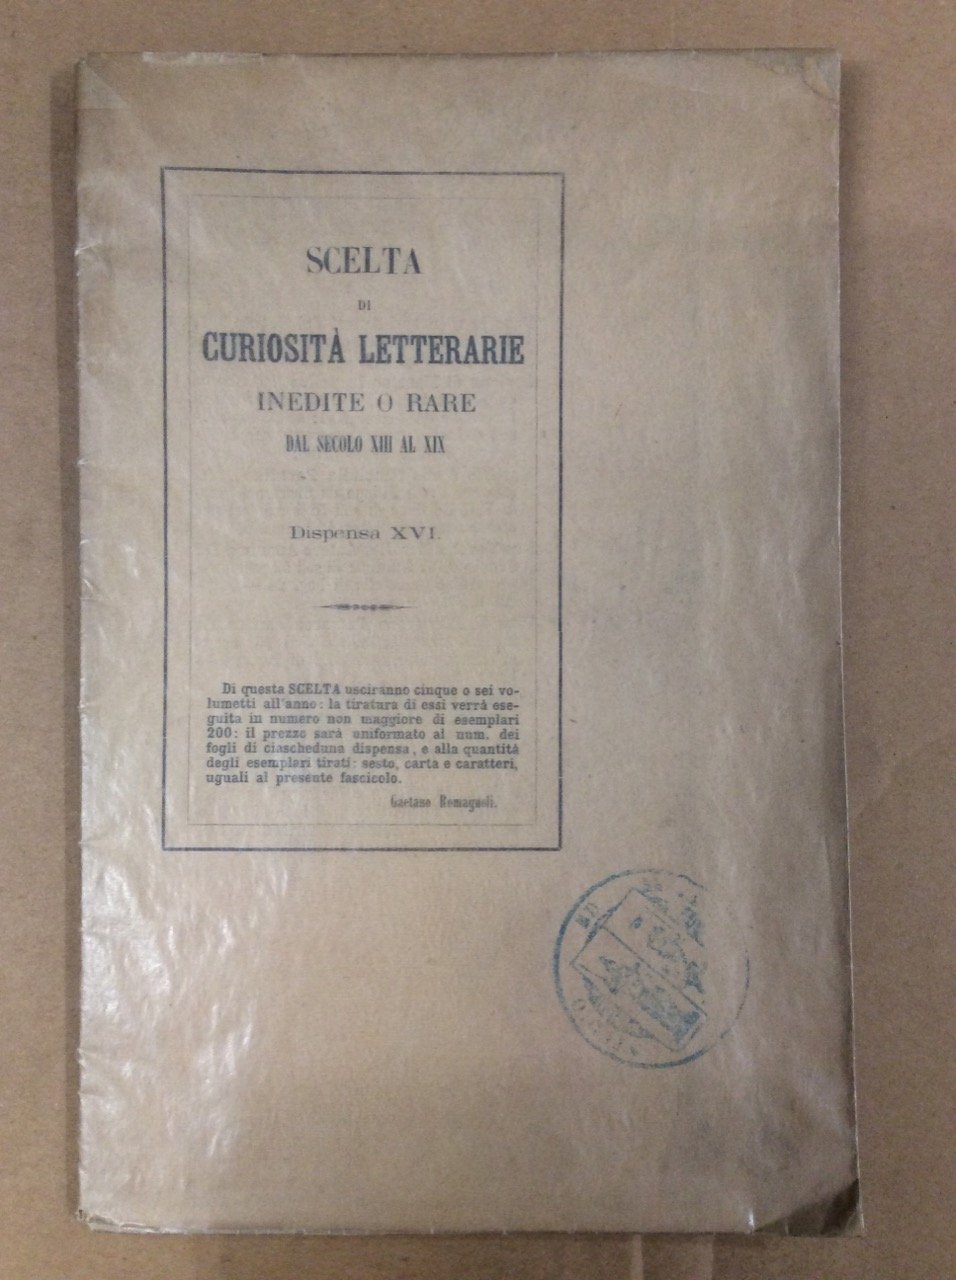 SCELTA
DI
CURIOSITÀ LETTERARIE
INEDITE O RARE
DAL SECOLO XIII AL XIX
Dispensa XVI.
Di questa SCELTA usciranno cinque o sei vo-
lumetti all'anno: la tiratura di essi verrà ese-
guita in numero non maggiore di esemplari
200: il prezzo sarà uniformato al num. dei
fogli di ciascheduna dispensa, e alla quantità
degli esemplari tirati: sesto, carta e caratteri,
uguali al presente fascicolo.
Gaetano Romagnoli.